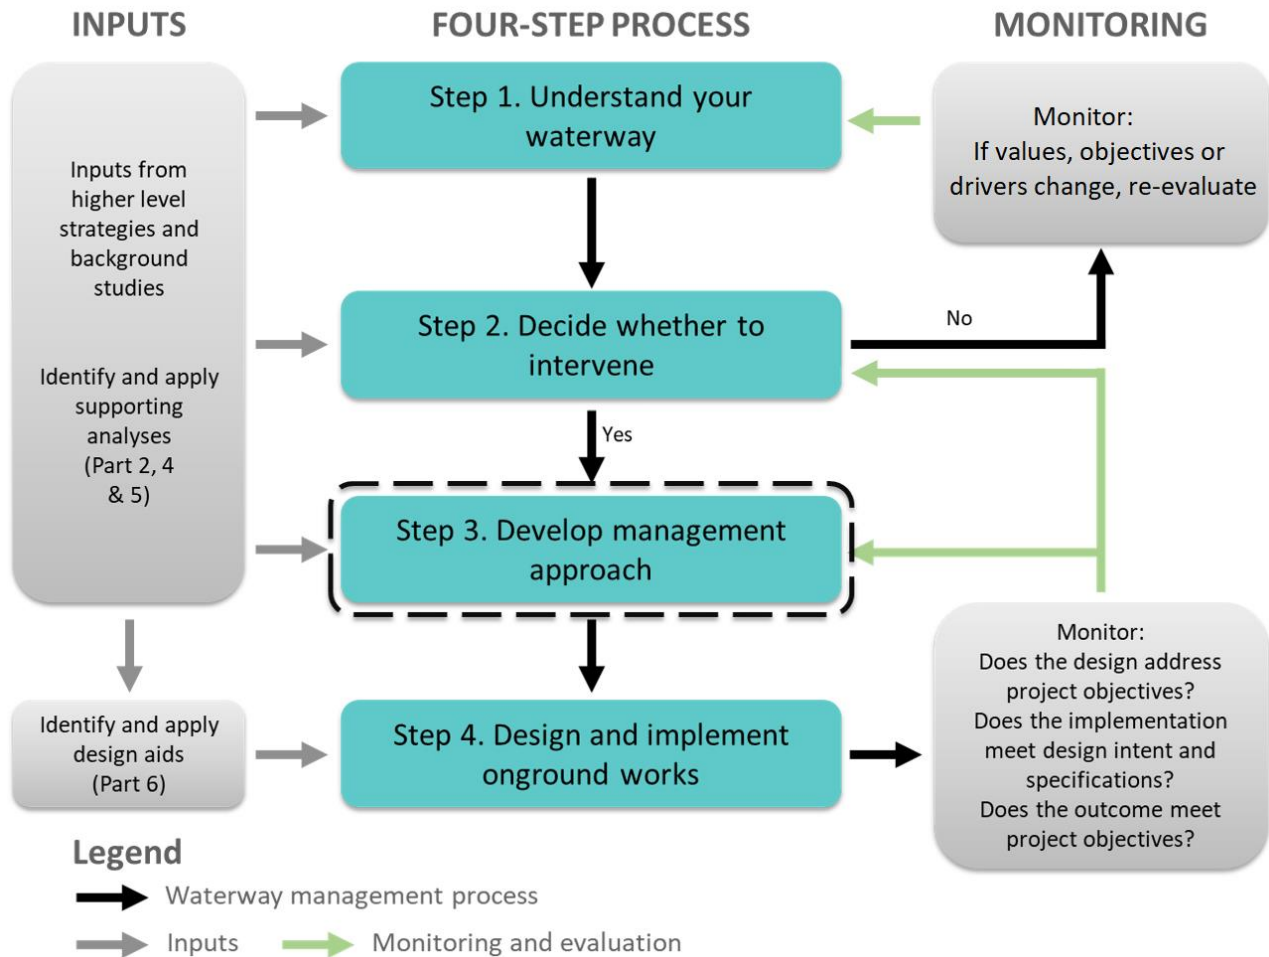 INPUTS
FOUR-STEP PROCESS
MONITORING
Inputs from
higher level
strategies and
background
studies
Identify and apply
supporting
analyses
(Part 2, 4
& 5)
Identify and apply
design aids
(Part 6)
Step 1. Understand your
waterway
Step 2. Decide whether to
intervene
No
Yes
Step 3. Develop management
approach
Step 4. Design and implement
onground works
Monitor:
If values, objectives or
drivers change, re-evaluate
Monitor:
Does the design address
project objectives?
Does the implementation
meet design intent and
specifications?
Does the outcome meet
project objectives?
Legend
Waterway management process
Inputs
Monitoring and evaluation